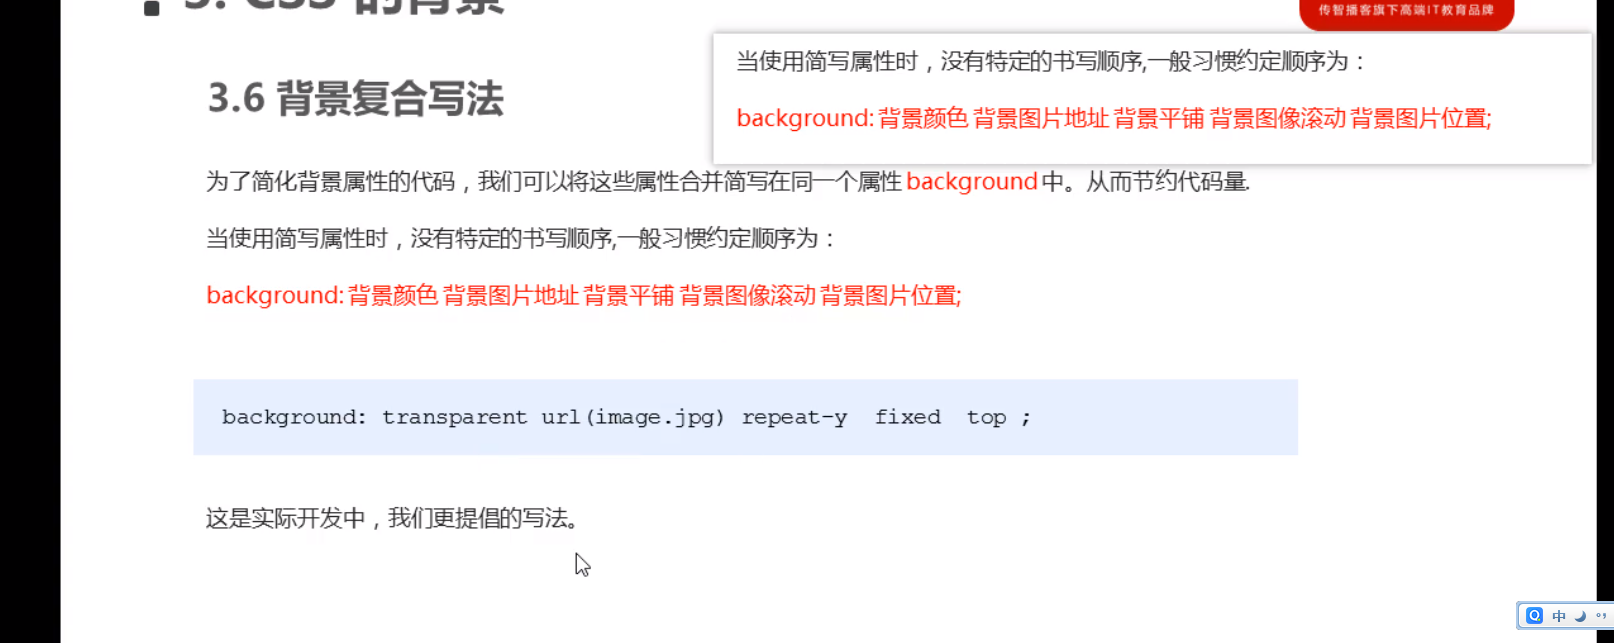 3. CSS 的背景
传智播客旗下高端IT教育品牌
当使用简写属性时，没有特定的书写顺序,一般习惯约定顺序为：
background: 背景颜色 背景图片地址 背景平铺 背景图像滚动 背景图片位置;
3.6 背景复合写法
为了简化背景属性的代码，我们可以将这些属性合并简写在同一个属性 background 中。从而节约代码量.
当使用简写属性时，没有特定的书写顺序,一般习惯约定顺序为：
background: 背景颜色 背景图片地址 背景平铺 背景图像滚动 背景图片位置;
background: transparent url(image.jpg) repeat-y  fixed  top ;
这是实际开发中，我们更提倡的写法。
中